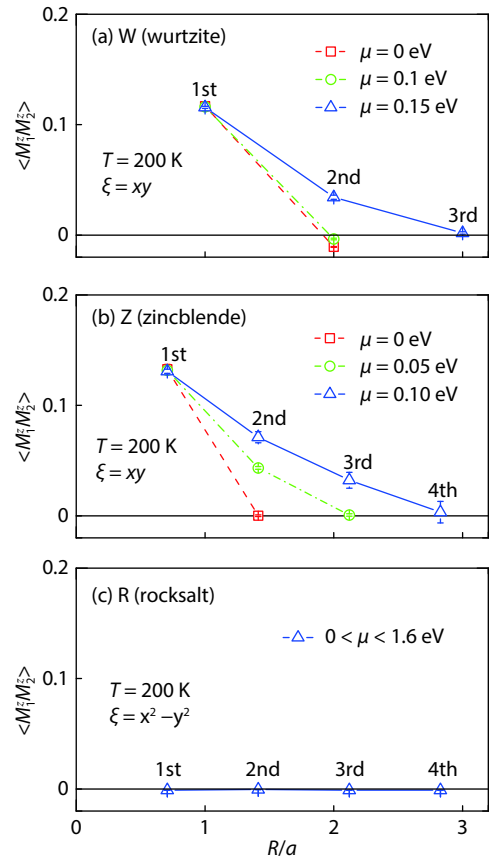 0.2
(a) W (wurtzite)
μ = 0 eV
μ = 0.1 eV
μ = 0.15 eV
1st
0.1
<M₁ᶻM₂ᶻ>
T = 200 K
ξ = xy
2nd
3rd
0
0.2
(b) Z (zincblende)
μ = 0 eV
μ = 0.05 eV
μ = 0.10 eV
1st
2nd
0.1
<M₁ᶻM₂ᶻ>
T = 200 K
ξ = xy
3rd
4th
0
0.2
(c) R (rocksalt)
0 < μ < 1.6 eV
0.1
<M₁ᶻM₂ᶻ>
T = 200 K
ξ = x² −y²
1st 2nd 3rd 4th
0
0 1 2 3
R/a